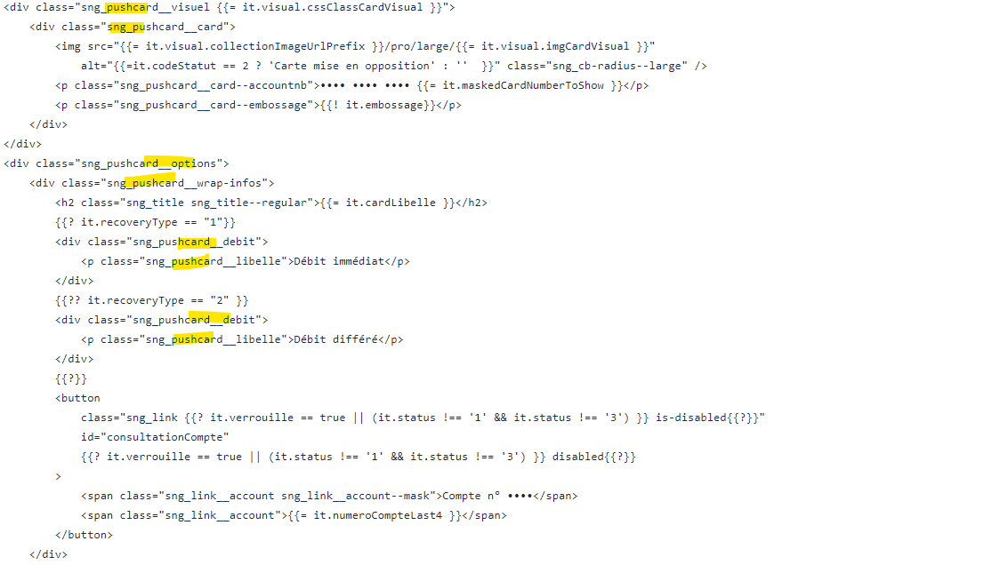 <div class="sng_pushcard__visuel {{= it.visual.cssClassCardVisual }}">
<div class="sng_pushcard__card">
<img src="{{= it.visual.collectionImageUrlPrefix }}/pro/large/{{= it.visual.imgCardVisual }}"
alt="{{=it.codeStatut == 2 ? 'Carte mise en opposition' : ''  }}" class="sng_cb-radius--large" />
<p class="sng_pushcard__card--accountnb">•••• •••• •••• {{= it.maskedCardNumberToShow }}</p>
<p class="sng_pushcard__card--embossage">{{! it.embossage}}</p>
</div>
</div>
<div class="sng_pushcard__options">
<div class="sng_pushcard__wrap-infos">
<h2 class="sng_title sng_title--regular">{{= it.cardLibelle }}</h2>
{{? it.recoveryType == "1"}}
<div class="sng_pushcard__debit">
<p class="sng_pushcard__libelle">Débit immédiat</p>
</div>
{{?? it.recoveryType == "2" }}
<div class="sng_pushcard__debit">
<p class="sng_pushcard__libelle">Débit différé</p>
</div>
{{?}}
<button
class="sng_link {{? it.verrouille == true || (it.status !== '1' && it.status !== '3') }} is-disabled{{?}}"
id="consultationCompte"
{{? it.verrouille == true || (it.status !== '1' && it.status !== '3') }} disabled{{?}}
>
<span class="sng_link__account sng_link__account--mask">Compte n° ••••</span>
<span class="sng_link__account">{{= it.numeroCompteLast4 }}</span>
</button>
</div>